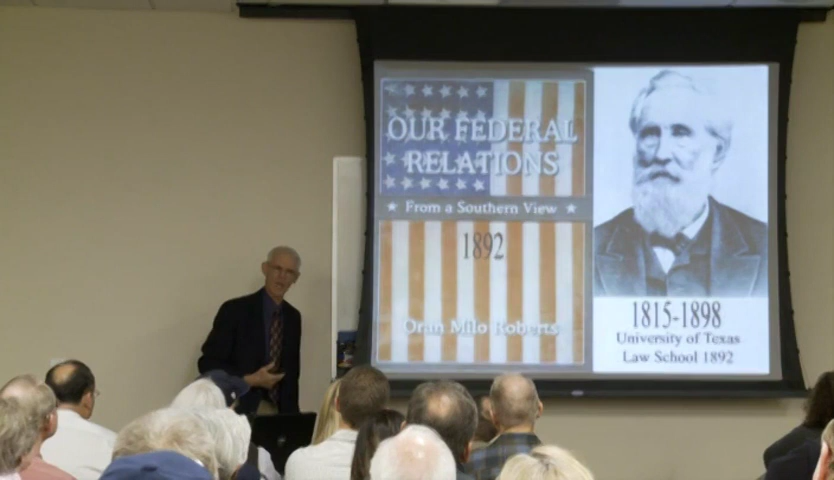 OUR FEDERAL
RELATIONS
★ From a Southern View ★
1892
Oran Milo Roberts
1815-1898
University of Texas
Law School 1892